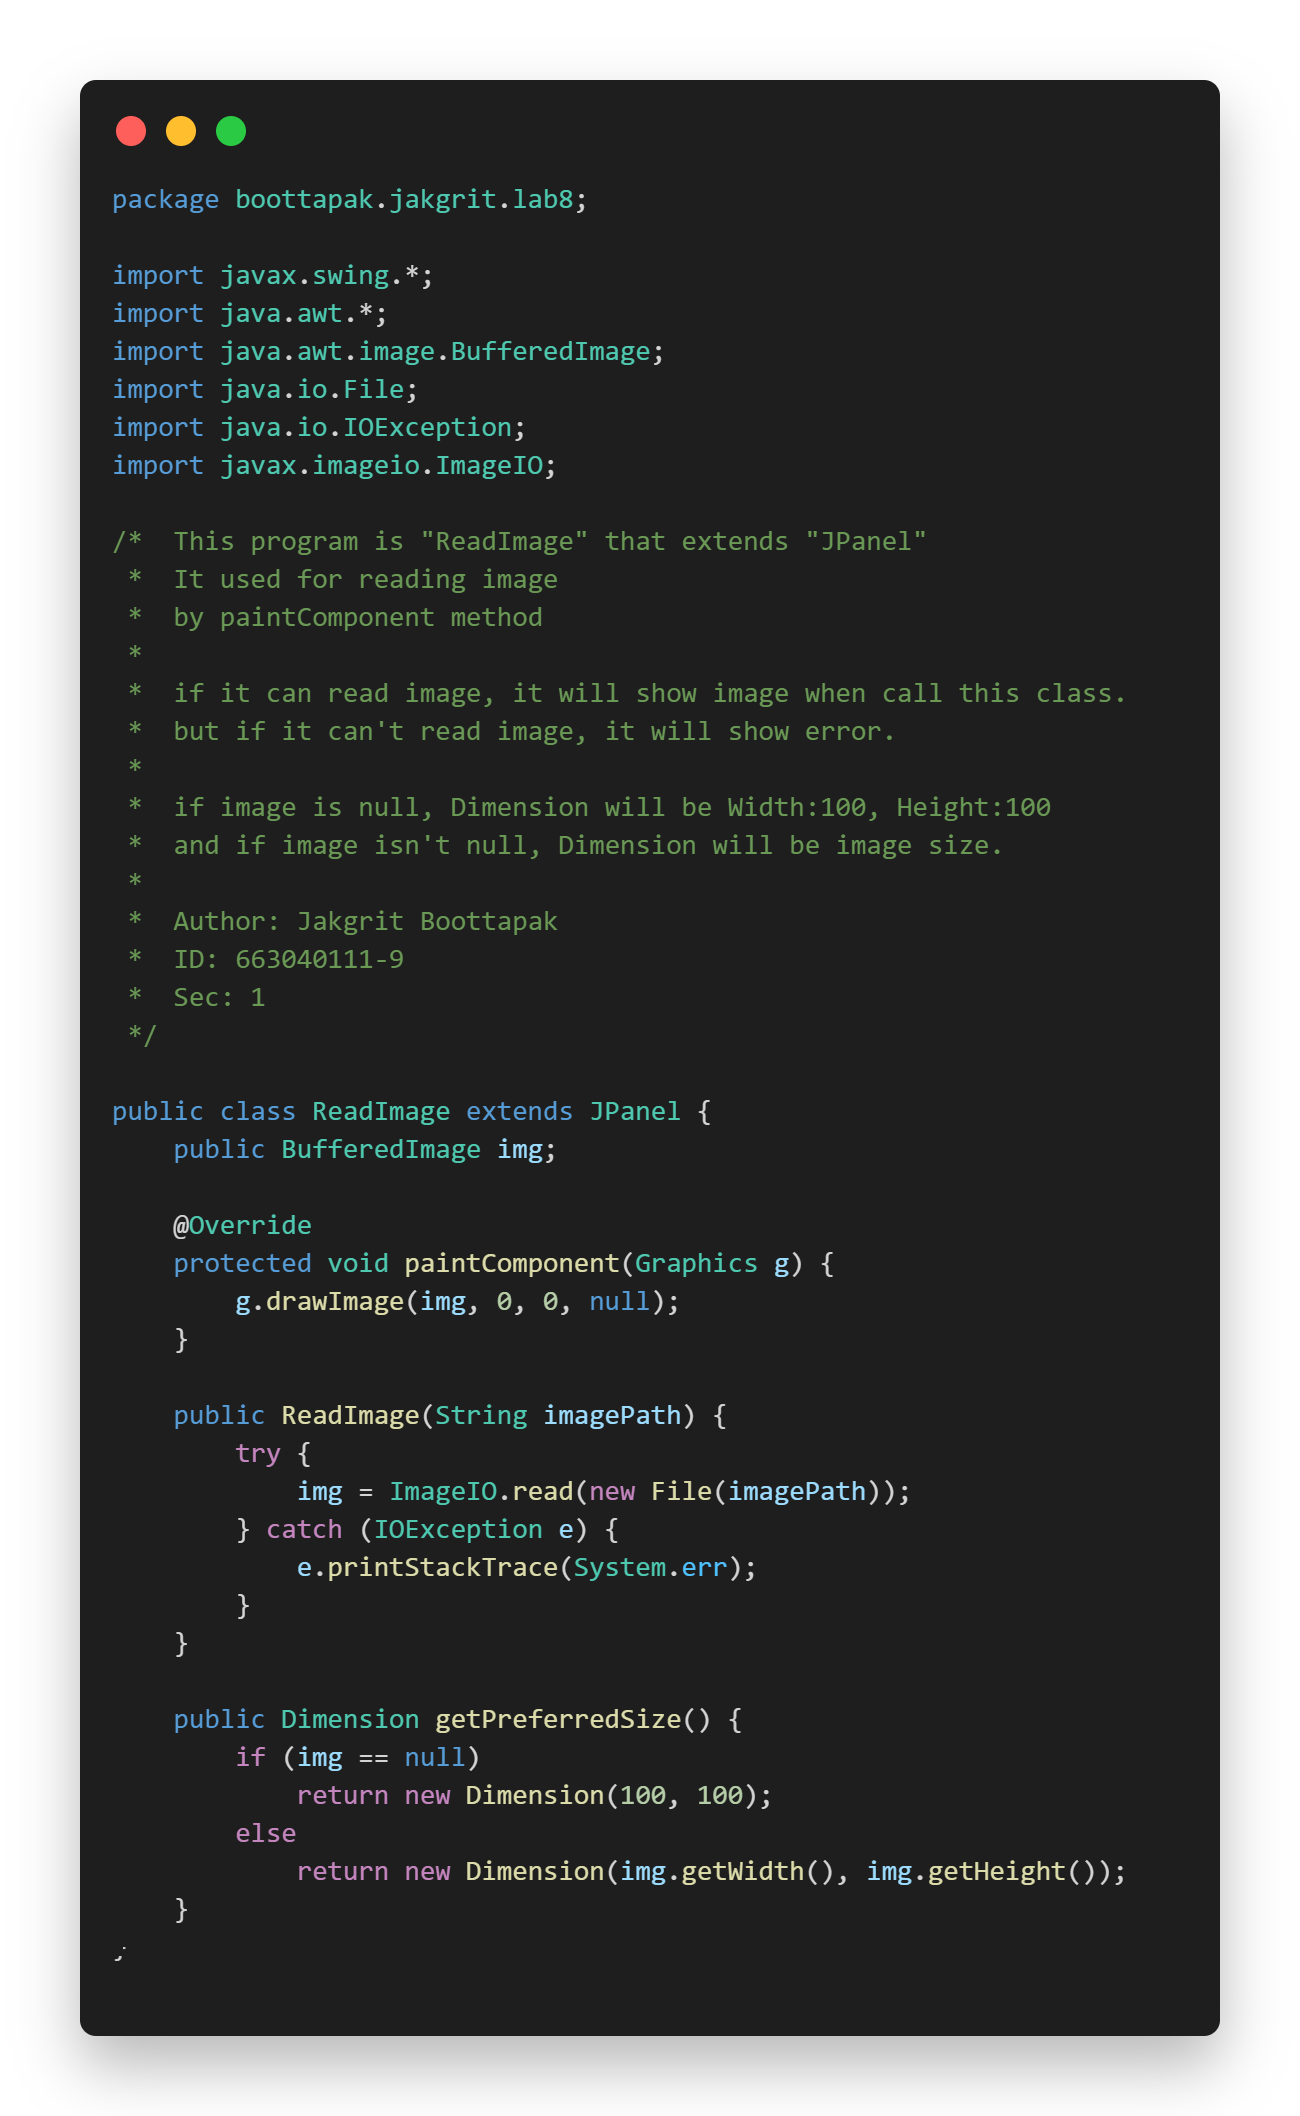 package boottapak.jakgrit.lab8;

import javax.swing.*;
import java.awt.*;
import java.awt.image.BufferedImage;
import java.io.File;
import java.io.IOException;
import javax.imageio.ImageIO;

/*  This program is "ReadImage" that extends "JPanel"
 *  It used for reading image
 *  by paintComponent method
 *
 *  if it can read image, it will show image when call this class.
 *  but if it can't read image, it will show error.
 *
 *  if image is null, Dimension will be Width:100, Height:100
 *  and if image isn't null, Dimension will be image size.
 *
 *  Author: Jakgrit Boottapak
 *  ID: 663040111-9
 *  Sec: 1
 */

public class ReadImage extends JPanel {
    public BufferedImage img;

    @Override
    protected void paintComponent(Graphics g) {
        g.drawImage(img, 0, 0, null);
    }

    public ReadImage(String imagePath) {
        try {
            img = ImageIO.read(new File(imagePath));
        } catch (IOException e) {
            e.printStackTrace(System.err);
        }
    }

    public Dimension getPreferredSize() {
        if (img == null)
            return new Dimension(100, 100);
        else
            return new Dimension(img.getWidth(), img.getHeight());
    }